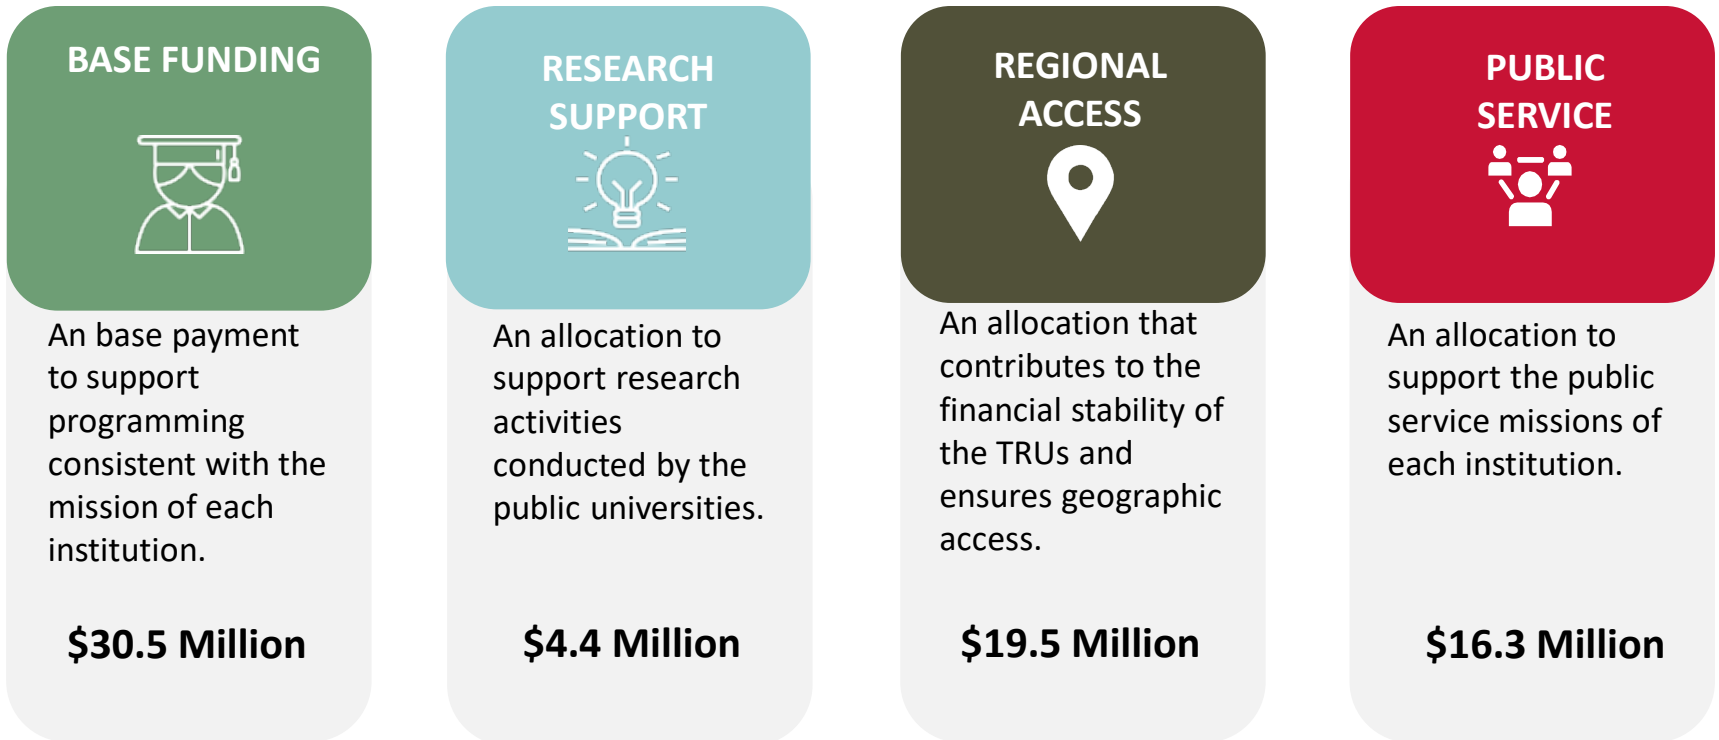 BASE FUNDING
An base payment
to support
programming
consistent with the
mission of each
institution.
$30.5 Million
RESEARCH
SUPPORT
An allocation to
support research
activities
conducted by the
public universities.
$4.4 Million
REGIONAL
ACCESS
An allocation that
contributes to the
financial stability of
the TRUs and
ensures geographic
access.
$19.5 Million
PUBLIC
SERVICE
An allocation to
support the public
service missions of
each institution.
$16.3 Million